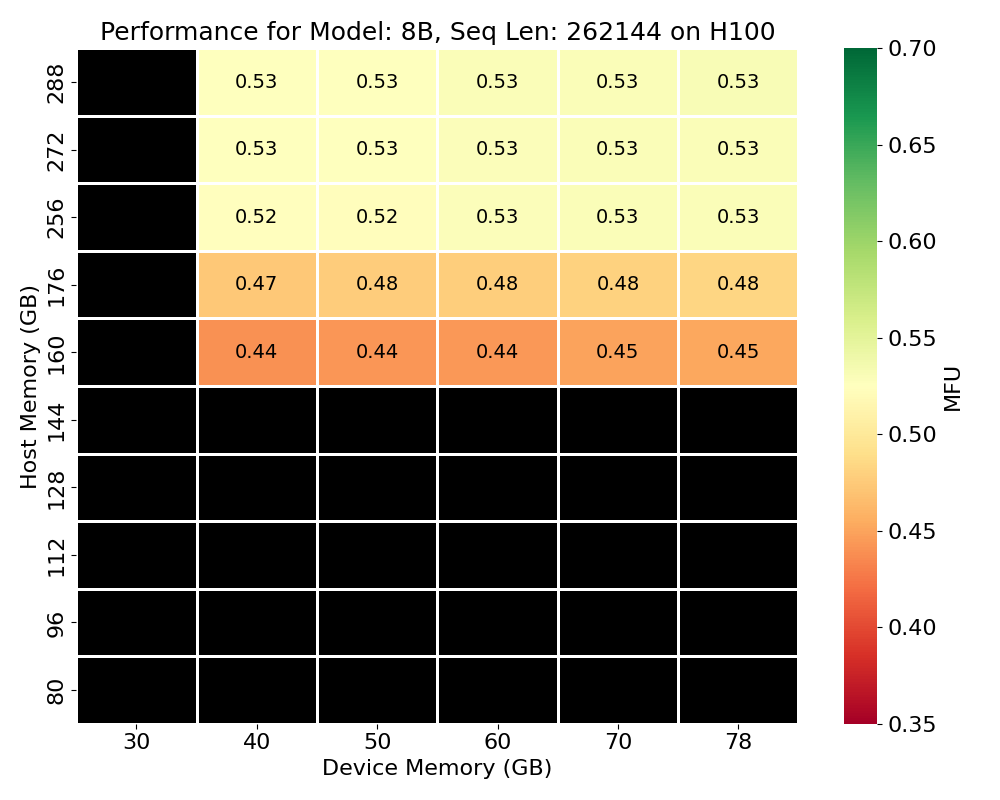 Performance for Model: 8B, Seq Len: 262144 on H100
288 0.53 0.53 0.53 0.53 0.53
272 0.53 0.53 0.53 0.53 0.53
256 0.52 0.52 0.53 0.53 0.53
176 0.47 0.48 0.48 0.48 0.48
160 0.44 0.44 0.44 0.45 0.45
144
128
112
96
80
Host Memory (GB)
30 40 50 60 70 78
Device Memory (GB)
0.70
0.65
0.60
0.55
0.50
0.45
0.40
0.35
MFU